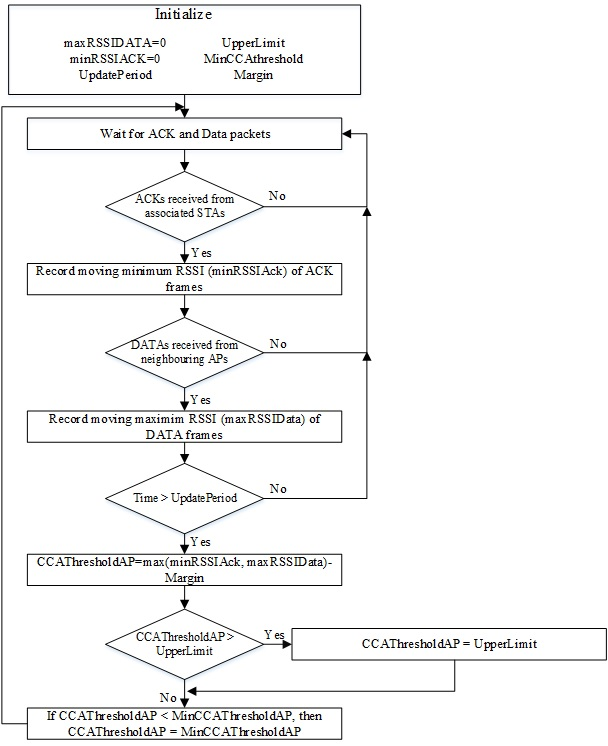 Initialize
maxRSSIDATA=0 UpperLimit
minRSSIACK=0 MinCCAthreshold
UpdatePeriod Margin
Wait for ACK and Data packets
ACKs received from
associated STAs
No
Yes
Record moving minimum RSSI (minRSSIAck) of ACK
frames
DATAs received from
neighbouring APs
No
Yes
Record moving maximim RSSI (maxRSSIData) of
DATA frames
Time > UpdatePeriod
No
Yes
CCAThresholdAP=max(minRSSIAck, maxRSSIData)-
Margin
CCAThresholdAP>
UpperLimit
Yes
CCAThresholdAP = UpperLimit
No
If CCAThresholdAP < MinCCAThresholdAP, then
CCAThresholdAP = MinCCAThresholdAP